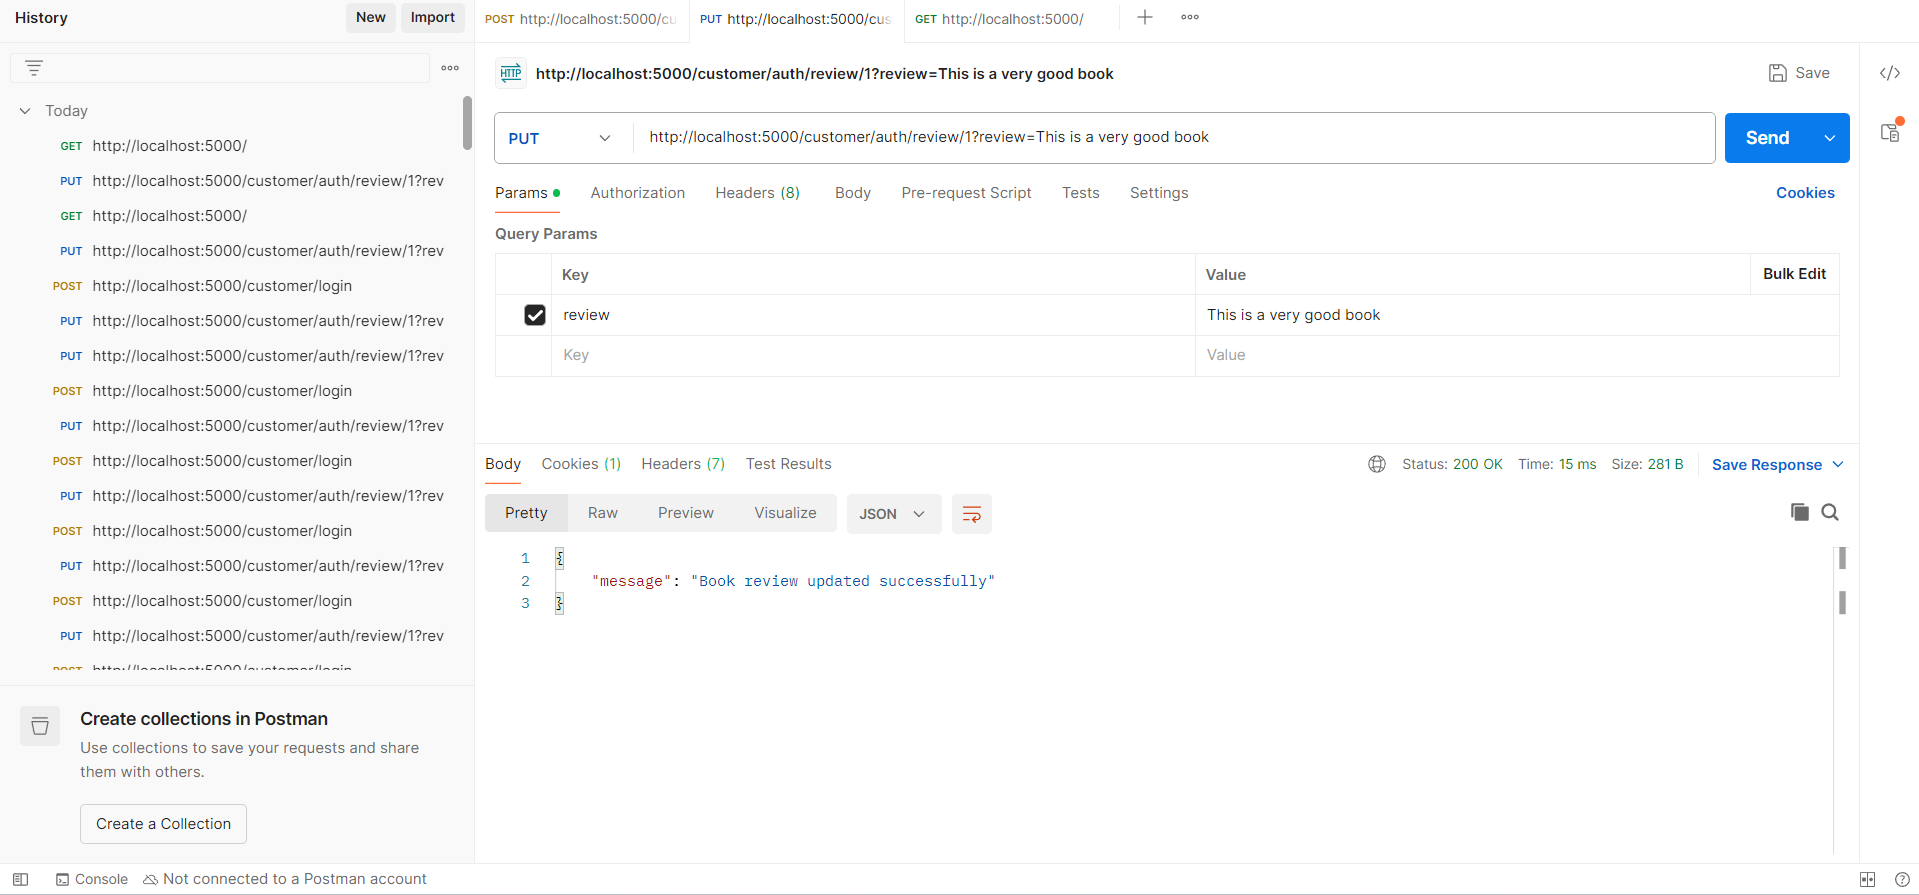 History
New
Import
POST http://localhost:5000/cu
PUT http://localhost:5000/cus
GET http://localhost:5000/
HTTP http://localhost:5000/customer/auth/review/1?review=This is a very good book
Save
Today
GET http://localhost:5000/
PUT http://localhost:5000/customer/auth/review/1?rev
GET http://localhost:5000/
PUT http://localhost:5000/customer/auth/review/1?rev
POST http://localhost:5000/customer/login
PUT http://localhost:5000/customer/auth/review/1?rev
PUT http://localhost:5000/customer/auth/review/1?rev
POST http://localhost:5000/customer/login
PUT http://localhost:5000/customer/auth/review/1?rev
POST http://localhost:5000/customer/login
PUT http://localhost:5000/customer/auth/review/1?rev
POST http://localhost:5000/customer/login
PUT http://localhost:5000/customer/auth/review/1?rev
POST http://localhost:5000/customer/login
PUT http://localhost:5000/customer/auth/review/1?rev
POST http://localhost:5000/customer/login
Create collections in Postman
Use collections to save your requests and share
them with others.
Create a Collection
PUT
http://localhost:5000/customer/auth/review/1?review=This is a very good book
Send
Params
Authorization
Headers (8)
Body
Pre-request Script
Tests
Settings
Cookies
Query Params
Key
Value
Bulk Edit
review
This is a very good book
Key
Value
Body
Cookies (1)
Headers (7)
Test Results
Status: 200 OK
Time: 15 ms
Size: 281 B
Save Response
Pretty
Raw
Preview
Visualize
JSON
1 {
2 "message": "Book review updated successfully"
3 }
Console
Not connected to a Postman account